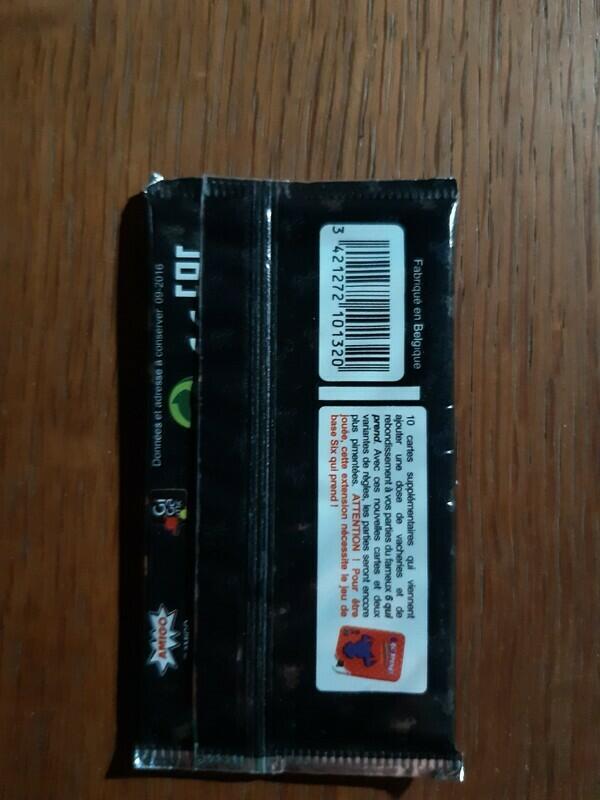 Fabriqué en Belgique
3 421272 101320
10 cartes supplémentaires qui viennent
ajouter une dose de vacheries et de
rebondissement à vos parties du fameux 6 qui
prend. Avec ces nouvelles cartes et deux
variantes de règles, les parties seront encore
plus pimentées. ATTENTION ! Pour être
jouée, cette extension nécessite le jeu de
base Six qui prend !
Données et adresse à conserver 09-2016
AMIGO